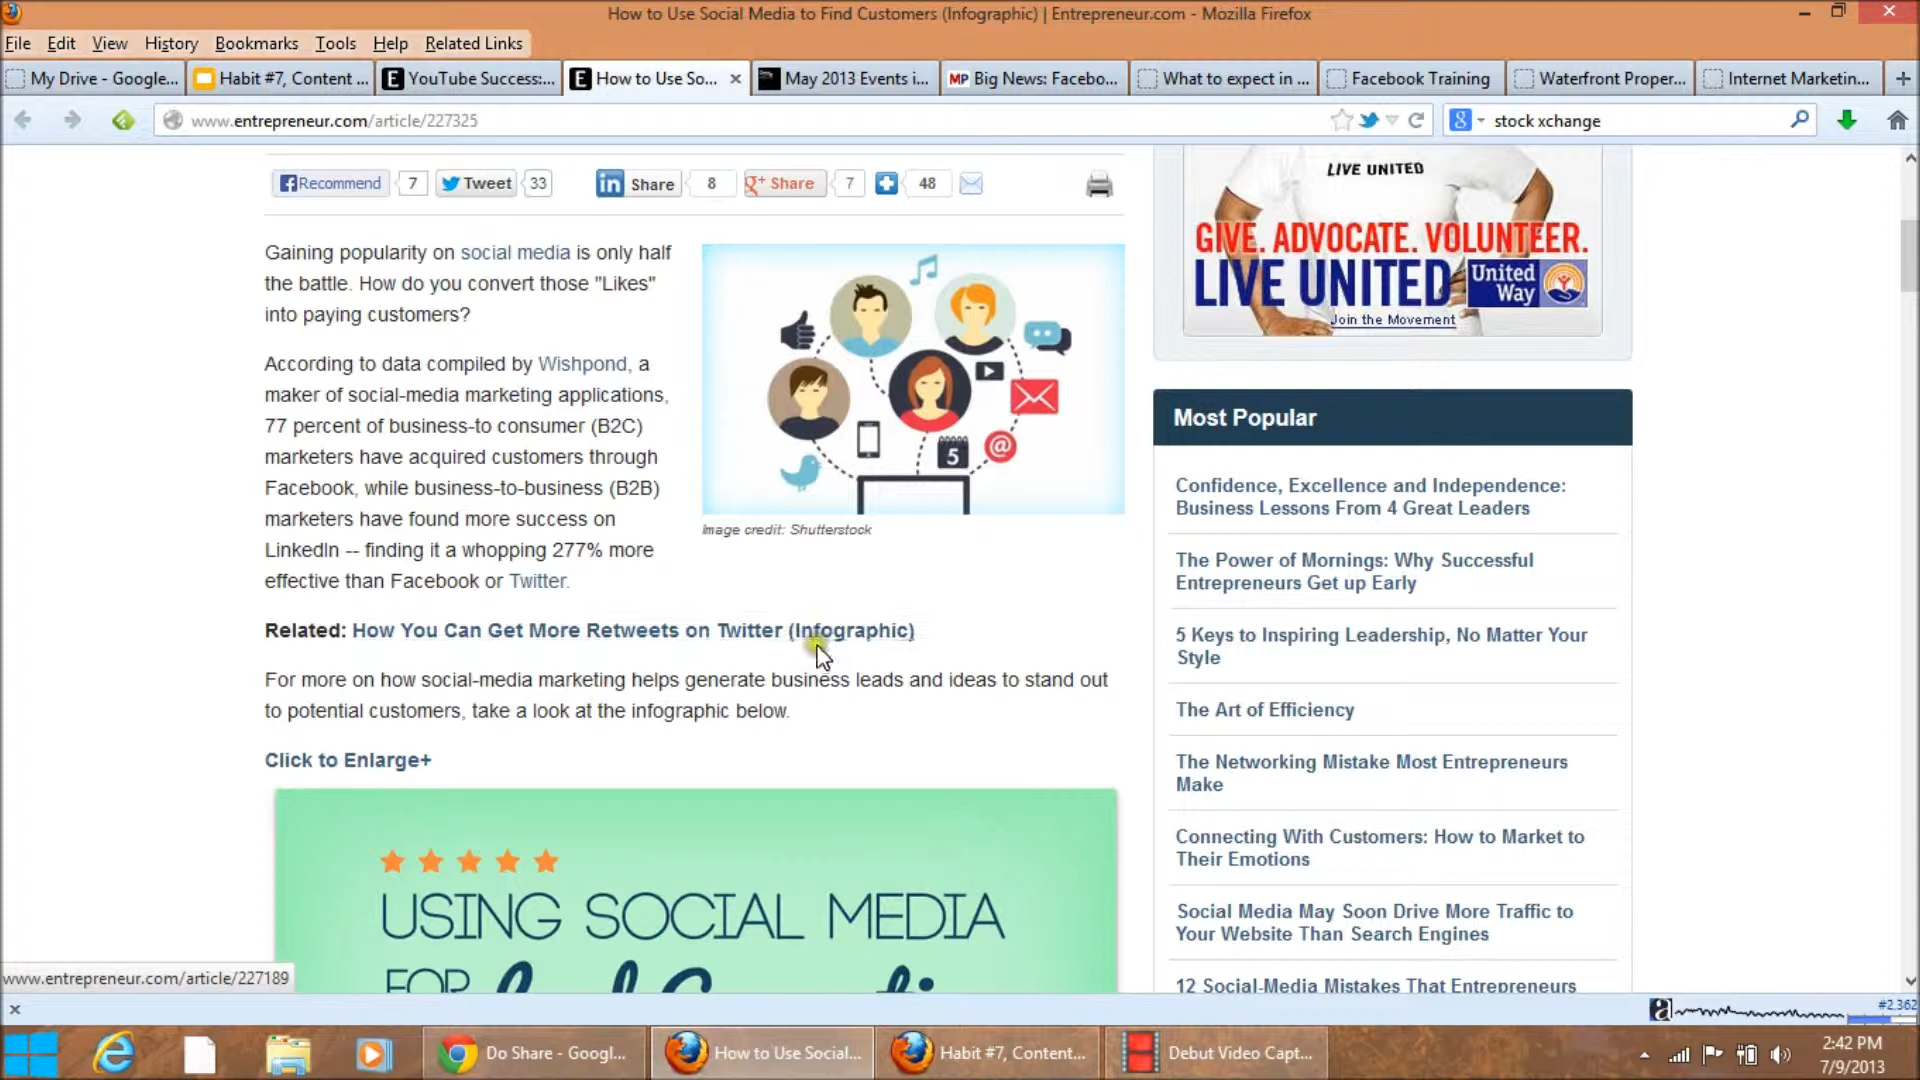 How to Use Social Media to Find Customers (Infographic) | Entrepreneur.com - Mozilla Firefox
File Edit View History Bookmarks Tools Help Related Links
My Drive - Google... Habit #7, Content ... YouTube Success:... How to Use So... May 2013 Events i... Big News: Facebo... What to expect in ... Facebook Training Waterfront Proper... Internet Marketin...
www.entrepreneur.com/article/227325
stock xchange
Recommend 7 Tweet 33 in Share 8 g+ Share 7 48
LIVE UNITED
GIVE. ADVOCATE. VOLUNTEER.
LIVE UNITED United Way
Join the Movement
Gaining popularity on social media is only half
the battle. How do you convert those "Likes"
into paying customers?
According to data compiled by Wishpond, a
maker of social-media marketing applications,
77 percent of business-to consumer (B2C)
marketers have acquired customers through
Facebook, while business-to-business (B2B)
marketers have found more success on
LinkedIn -- finding it a whopping 277% more
effective than Facebook or Twitter.
5
@
Image credit: Shutterstock
Related: How You Can Get More Retweets on Twitter (Infographic)
For more on how social-media marketing helps generate business leads and ideas to stand out
to potential customers, take a look at the infographic below.
Click to Enlarge+
USING SOCIAL MEDIA
FOR
Most Popular
Confidence, Excellence and Independence:
Business Lessons From 4 Great Leaders
The Power of Mornings: Why Successful
Entrepreneurs Get up Early
5 Keys to Inspiring Leadership, No Matter Your
Style
The Art of Efficiency
The Networking Mistake Most Entrepreneurs
Make
Connecting With Customers: How to Market to
Their Emotions
Social Media May Soon Drive More Traffic to
Your Website Than Search Engines
12 Social-Media Mistakes That Entrepreneurs
www.entrepreneur.com/article/227189
a #2,362
Do Share - Googl... How to Use Social... Habit #7, Content... Debut Video Capt...
2:42 PM
7/9/2013